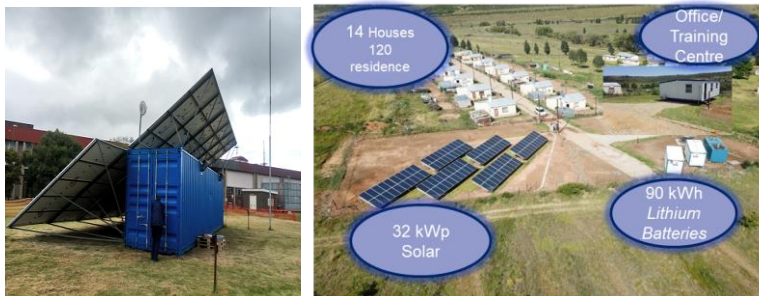 14 Houses
120
residence
Office/
Training
Centre
32 kWp
Solar
90 kWh
Lithium
Batteries